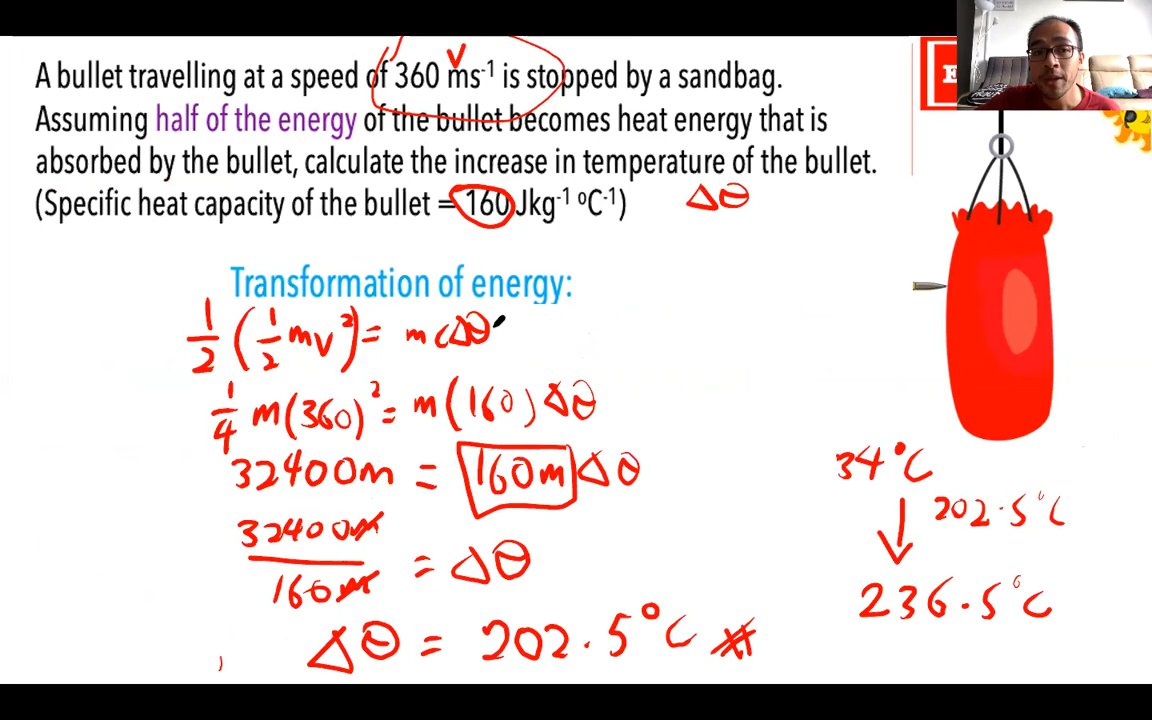 A bullet travelling at a speed of 360 ms⁻¹ is stopped by a sandbag.
v
Assuming half of the energy of the bullet becomes heat energy that is
absorbed by the bullet, calculate the increase in temperature of the bullet.
(Specific heat capacity of the bullet = 160 Jkg⁻¹ ⁰C⁻¹)
Δθ
Transformation of energy:
1/2 (1/2 mv²) = mcΔθ
1/4 m(360)² = m(160)Δθ
32400m = 160m Δθ
32400m/160m = Δθ
Δθ = 202.5°C
34°C
202.5°C
236.5°C